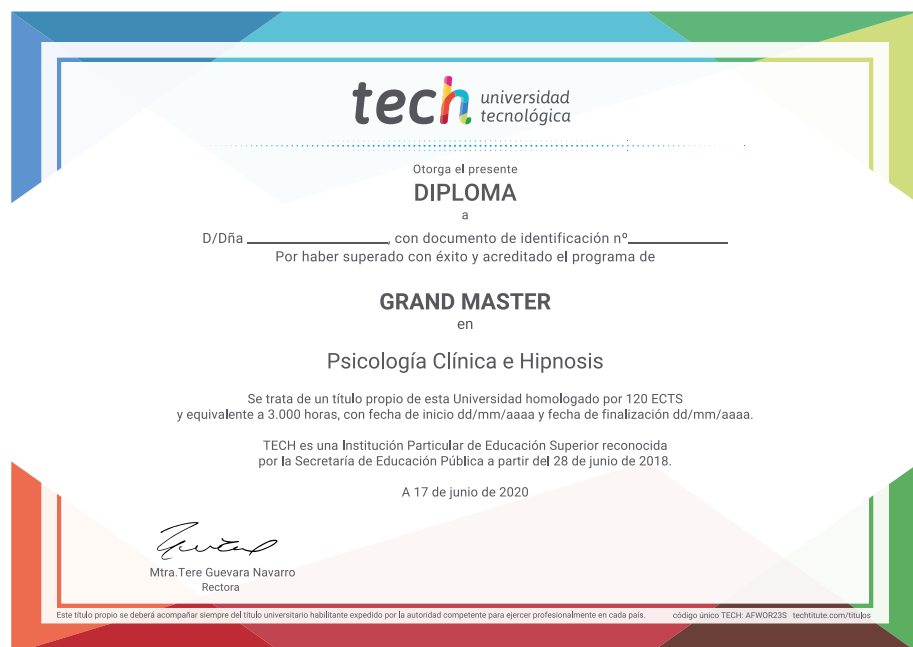 tech universidad
tecnológica
Otorga el presente
DIPLOMA
a
D/Dña ____________________, con documento de identificación nº______________
Por haber superado con éxito y acreditado el programa de
GRAND MASTER
en
Psicología Clínica e Hipnosis
Se trata de un título propio de esta Universidad homologado por 120 ECTS
y equivalente a 3.000 horas, con fecha de inicio dd/mm/aaaa y fecha de finalización dd/mm/aaaa.
TECH es una Institución Particular de Educación Superior reconocida
por la Secretaría de Educación Pública a partir del 28 de junio de 2018.
A 17 de junio de 2020
Mtra.Tere Guevara Navarro
Rectora
Este título propio se deberá acompañar siempre del título universitario habilitante expedido por la autoridad competente para ejercer profesionalmente en cada país. código único TECH: AFWOR23S techtitute.com/titulos